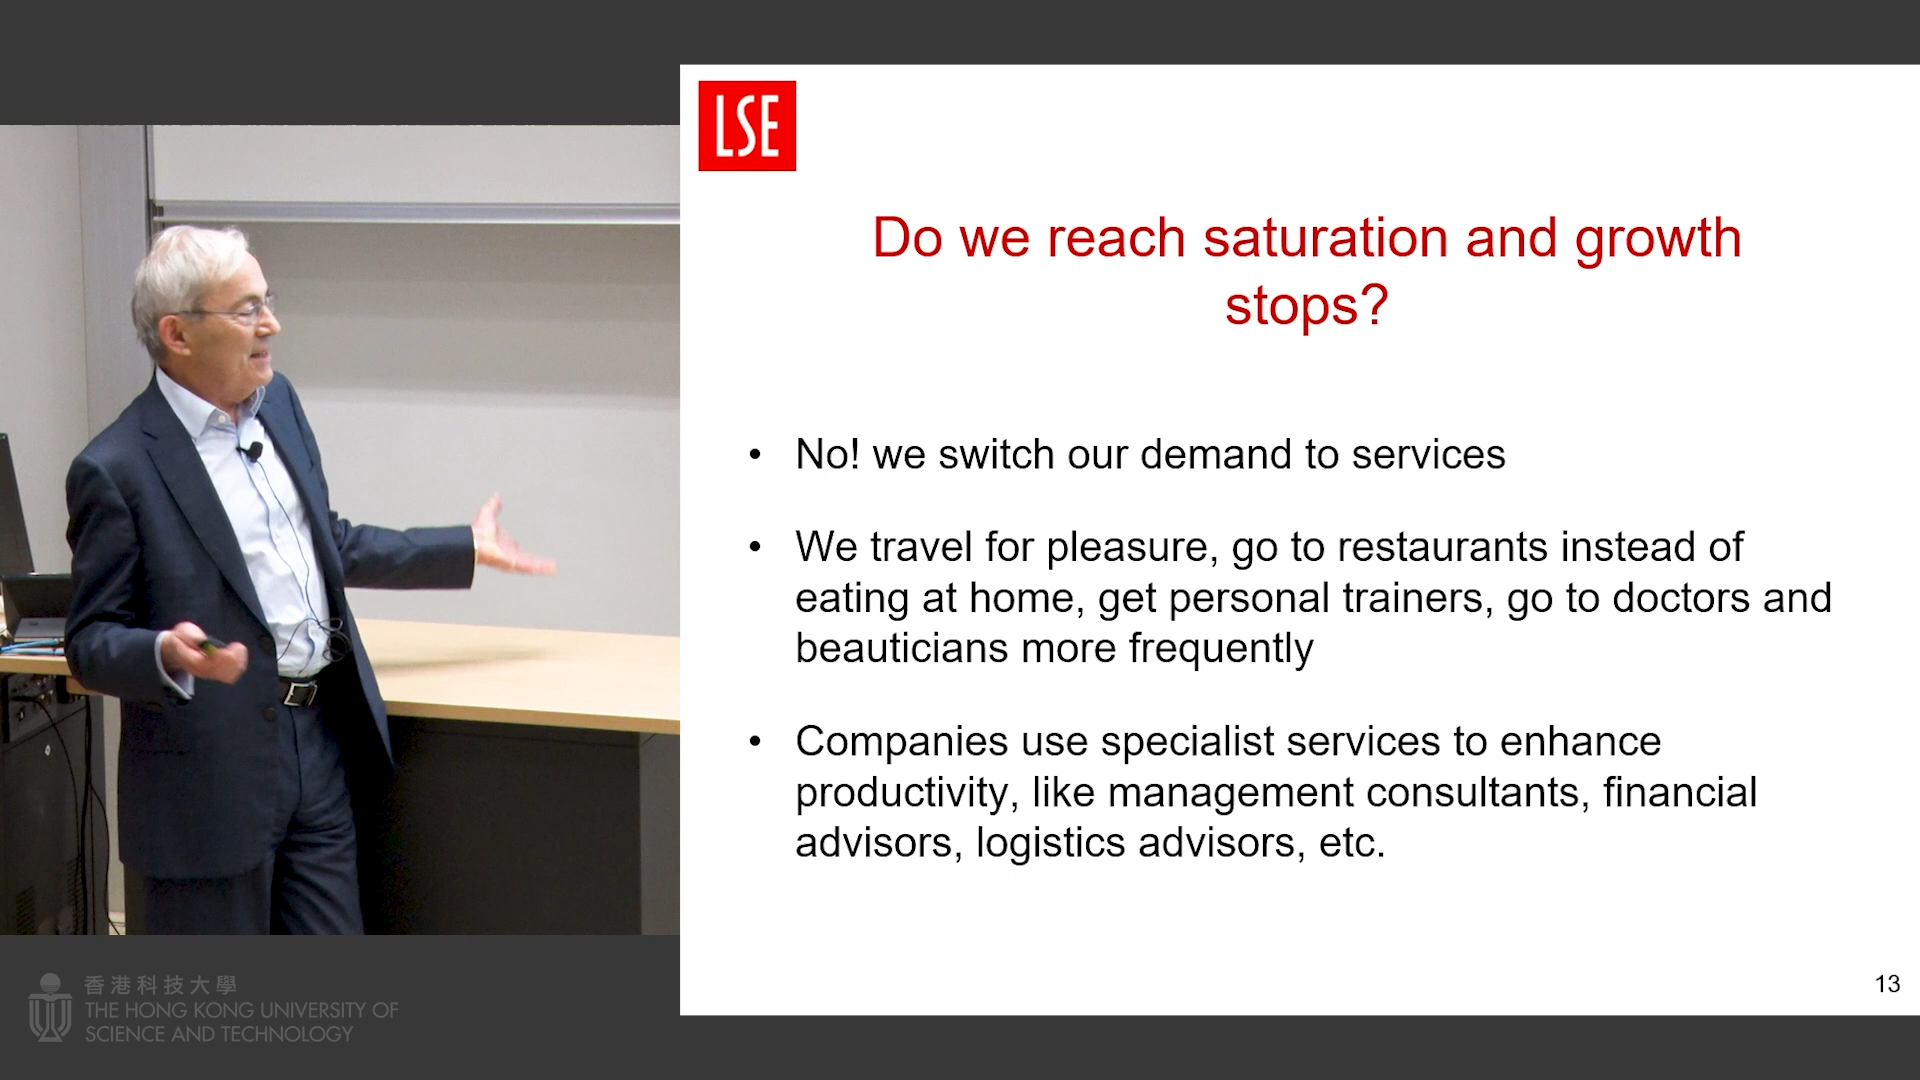 LSE
Do we reach saturation and growth
stops?
• No! we switch our demand to services
• We travel for pleasure, go to restaurants instead of
eating at home, get personal trainers, go to doctors and
beauticians more frequently
• Companies use specialist services to enhance
productivity, like management consultants, financial
advisors, logistics advisors, etc.
13
香港科技大學
THE HONG KONG UNIVERSITY OF
SCIENCE AND TECHNOLOGY